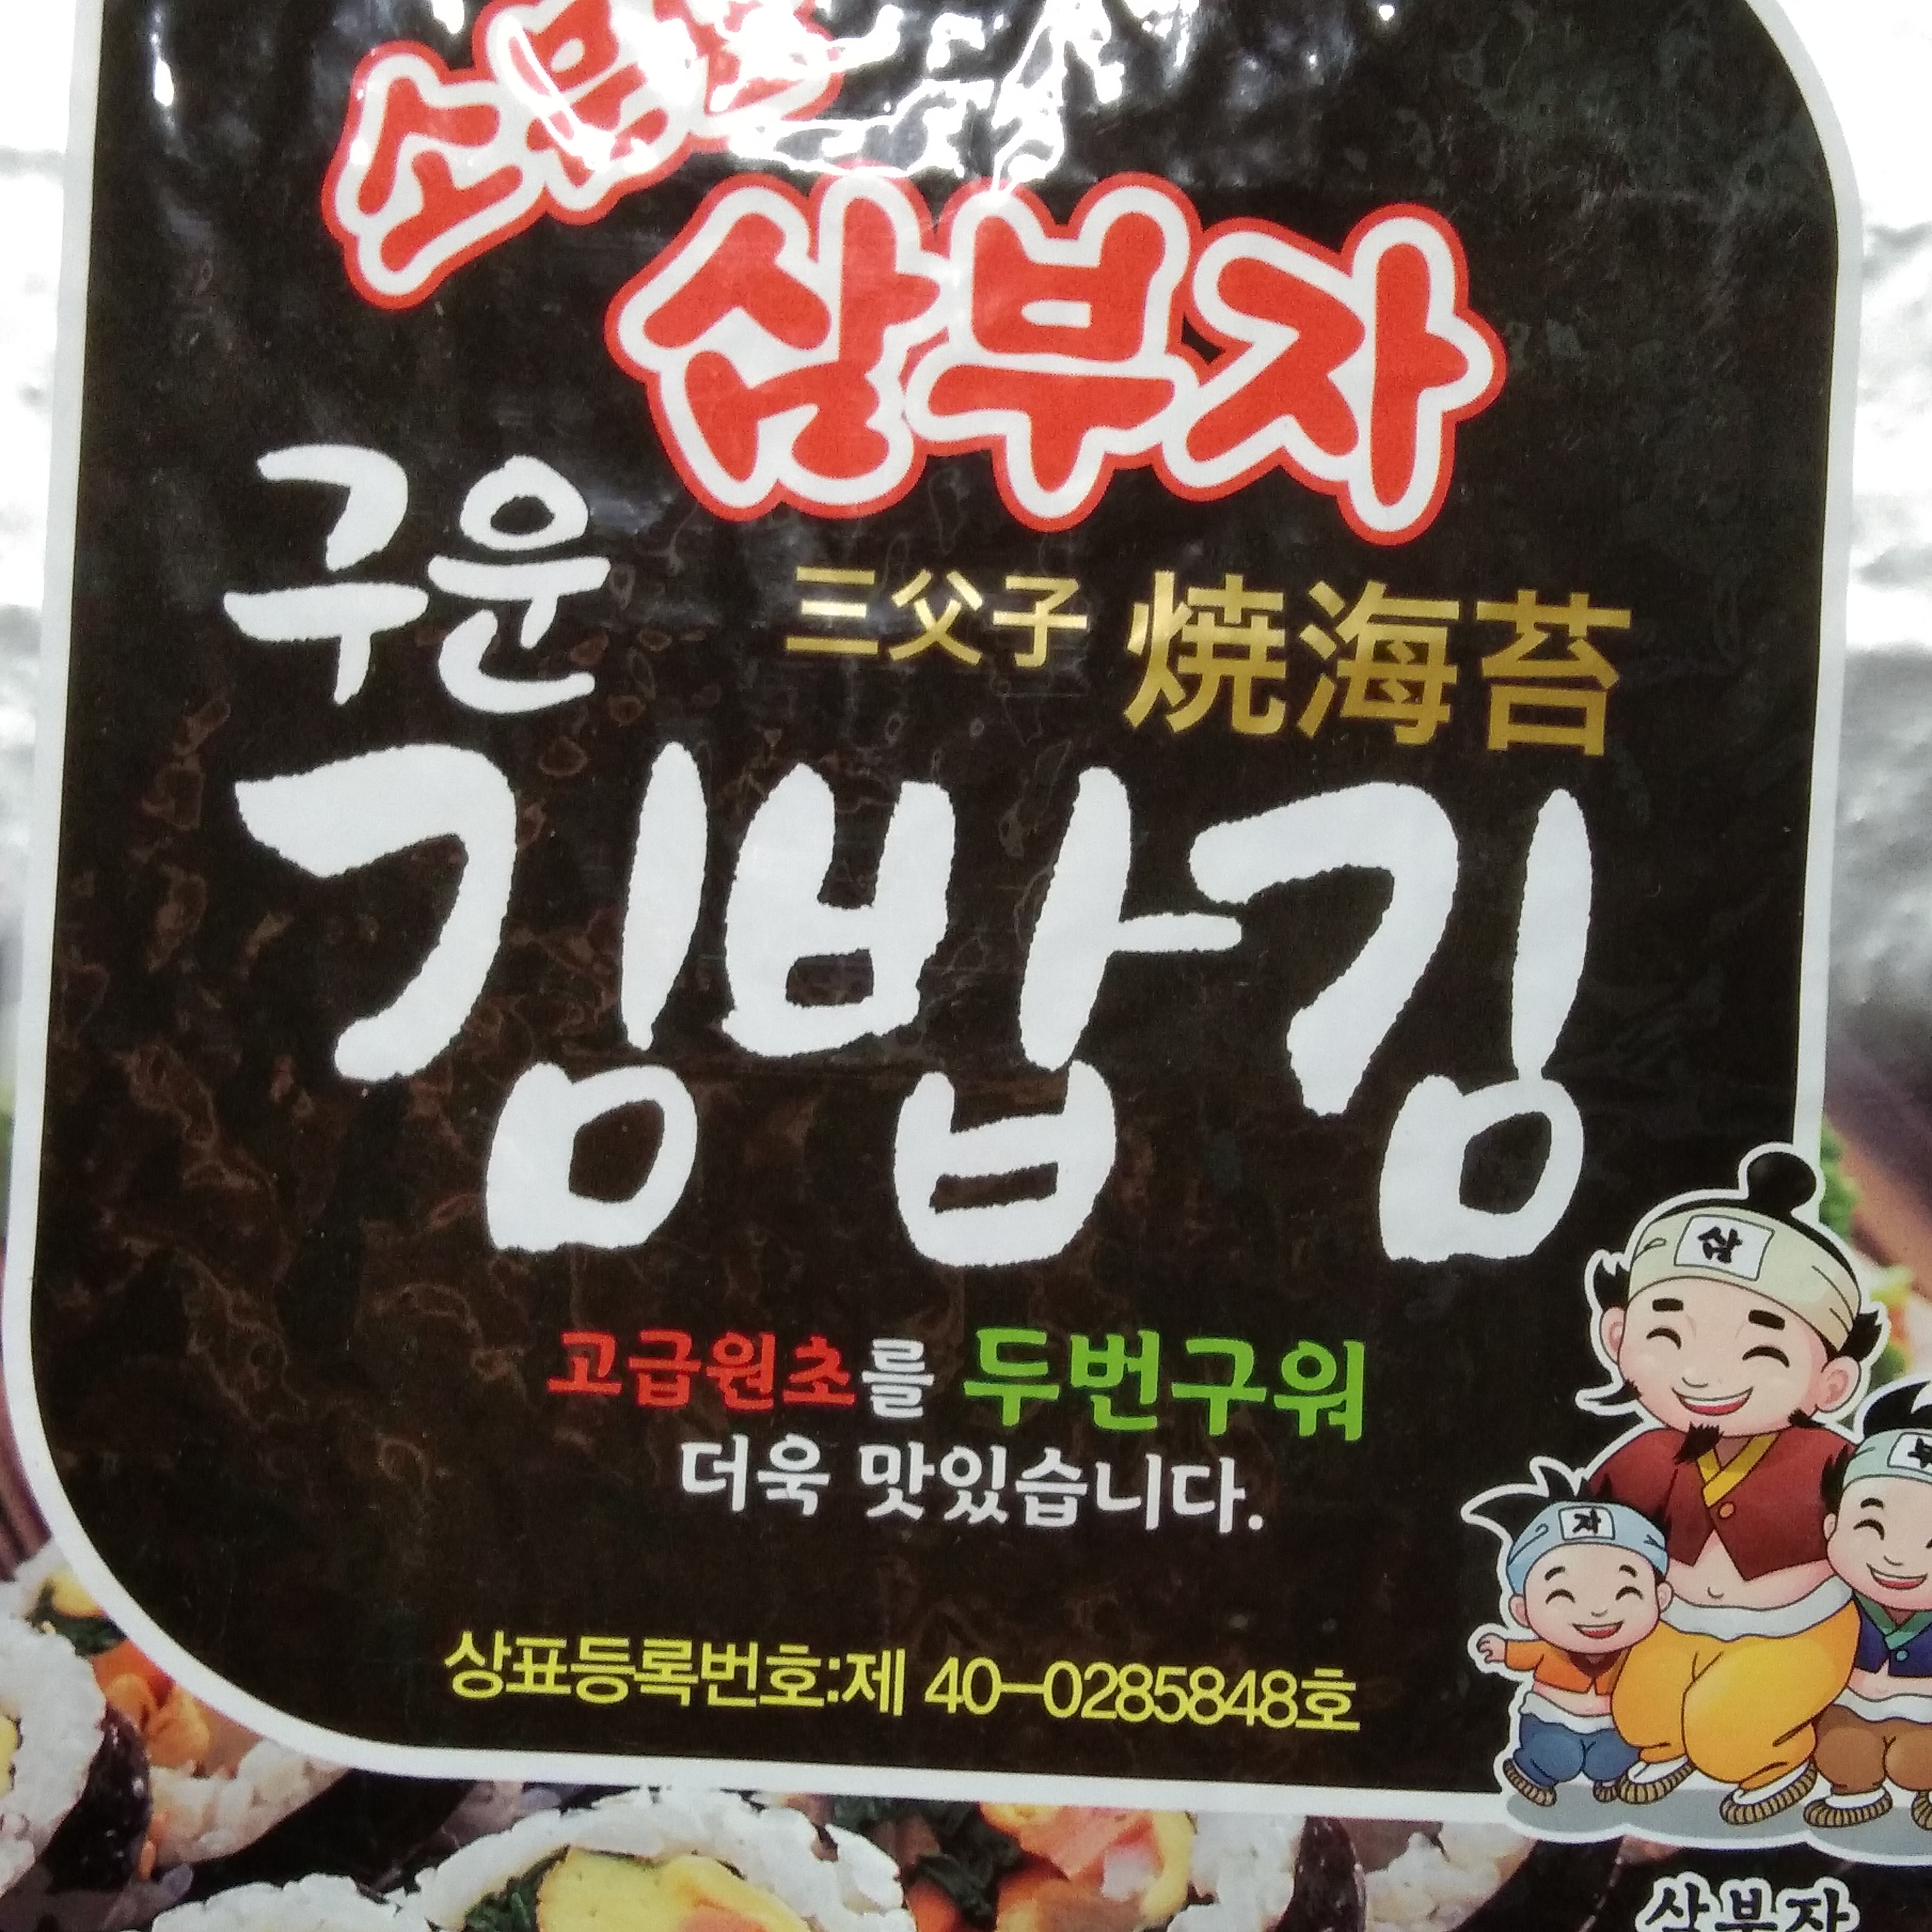 소문난
삼부자
구운
三父子 焼海苔
김밥김
삼
부
자
고급원초를 두번구워
더욱 맛있습니다.
상표등록번호:제 40-0285848호
삼부자